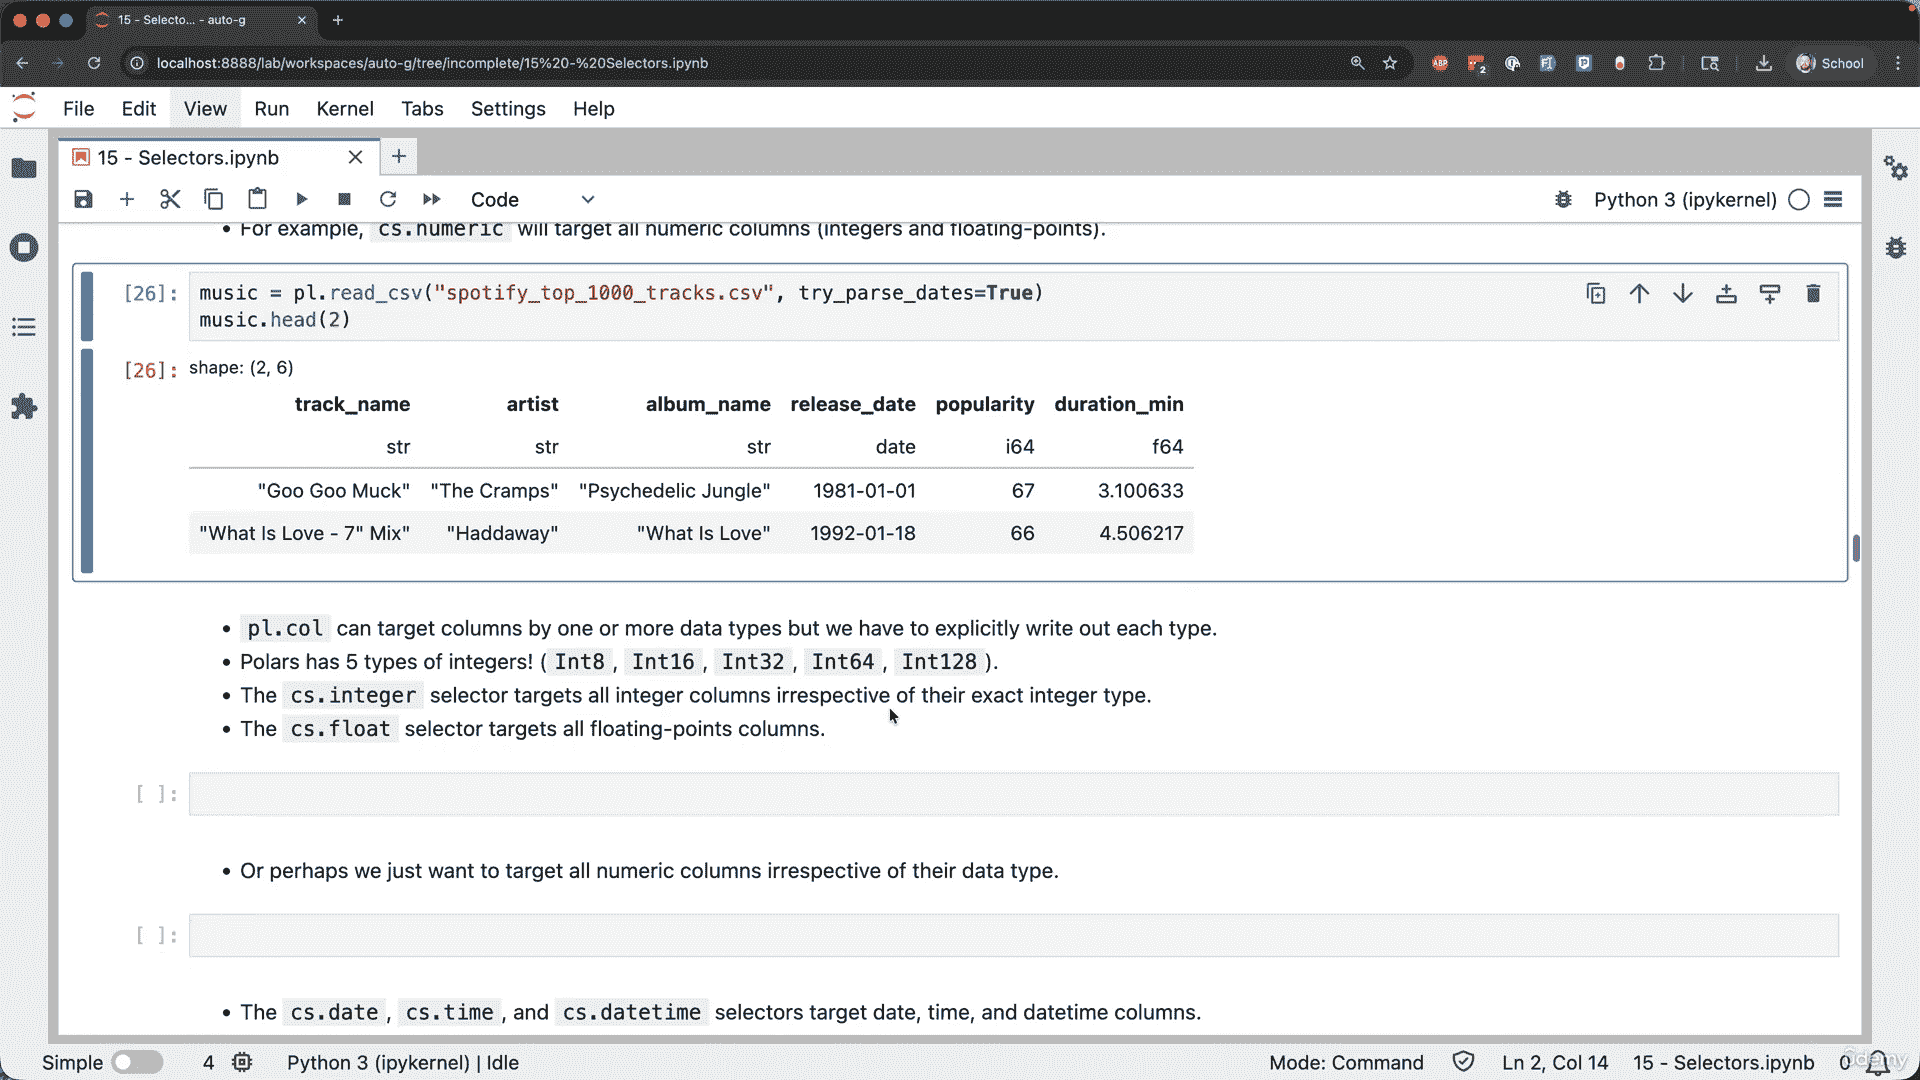 15 - Selecto... - auto-g
localhost:8888/lab/workspaces/auto-g/tree/incomplete/15%20-%20Selectors.ipynb
ABP
2
School
File Edit View Run Kernel Tabs Settings Help
15 - Selectors.ipynb
Code
Python 3 (ipykernel)
• For example, cs.numeric will target all numeric columns (integers and floating-points).
[26]: music = pl.read_csv("spotify_top_1000_tracks.csv", try_parse_dates=True)
music.head(2)
[26]: shape: (2, 6)
track_name artist album_name release_date popularity duration_min
str str str date i64 f64
"Goo Goo Muck" "The Cramps" "Psychedelic Jungle" 1981-01-01 67 3.100633
"What Is Love - 7" Mix" "Haddaway" "What Is Love" 1992-01-18 66 4.506217
• pl.col can target columns by one or more data types but we have to explicitly write out each type.
• Polars has 5 types of integers! ( Int8 , Int16 , Int32 , Int64 , Int128 ).
• The cs.integer selector targets all integer columns irrespective of their exact integer type.
• The cs.float selector targets all floating-points columns.
[ ]:
• Or perhaps we just want to target all numeric columns irrespective of their data type.
[ ]:
• The cs.date , cs.time , and cs.datetime selectors target date, time, and datetime columns.
Simple 4 Python 3 (ipykernel) | Idle Mode: Command Ln 2, Col 14 15 - Selectors.ipynb 0
Udemy